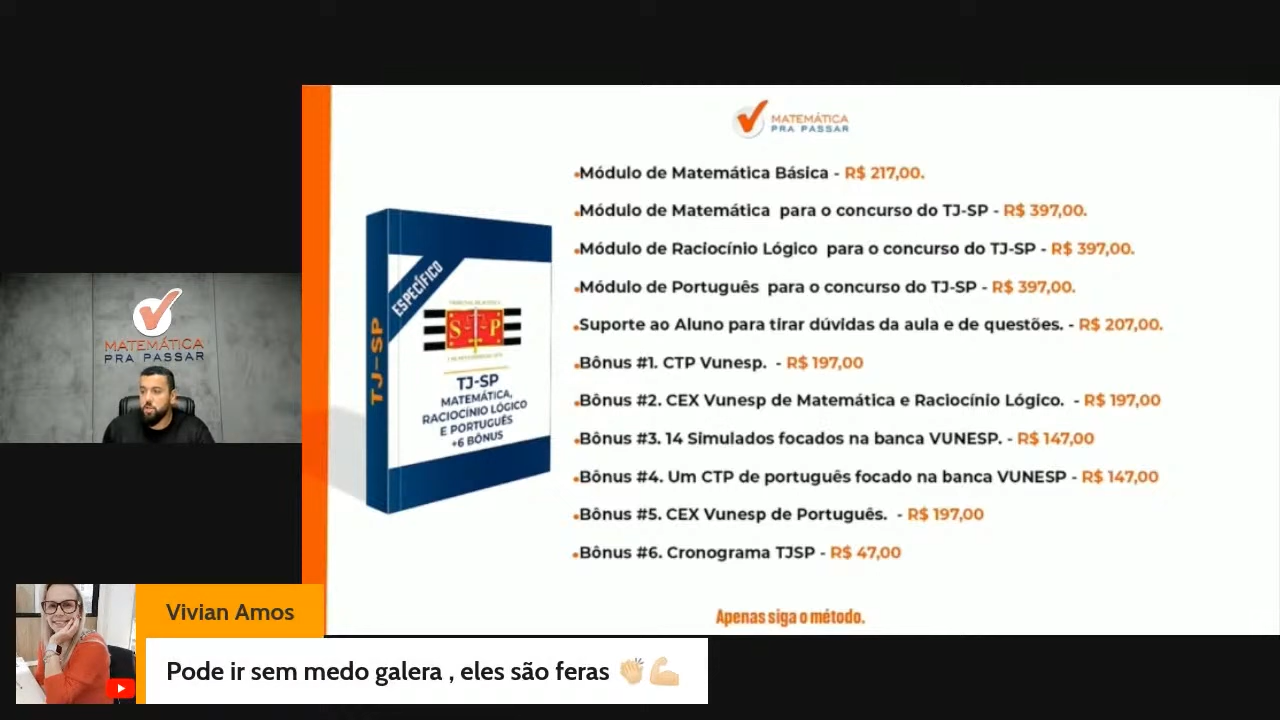 MATEMÁTICA
PRA PASSAR
•Módulo de Matemática Básica - R$ 217,00.
•Módulo de Matemática para o concurso do TJ-SP - R$ 397,00.
•Módulo de Raciocínio Lógico para o concurso do TJ-SP - R$ 397,00.
•Módulo de Português para o concurso do TJ-SP - R$ 397,00.
•Suporte ao Aluno para tirar dúvidas da aula e de questões. - R$ 207,00.
•Bônus #1. CTP Vunesp. - R$ 197,00
•Bônus #2. CEX Vunesp de Matemática e Raciocínio Lógico. - R$ 197,00
•Bônus #3. 14 Simulados focados na banca VUNESP. - R$ 147,00
•Bônus #4. Um CTP de português focado na banca VUNESP - R$ 147,00
•Bônus #5. CEX Vunesp de Português. - R$ 197,00
•Bônus #6. Cronograma TJSP - R$ 47,00
Apenas siga o método.
ESPECÍFICO
TJ-SP
S P
TJ-SP
MATEMÁTICA,
RACIOCÍNIO LÓGICO
E PORTUGUÊS
+6 BÔNUS
MATEMÁTICA
PRA PASSAR
Vivian Amos
Pode ir sem medo galera , eles são feras 👏🏼💪🏼